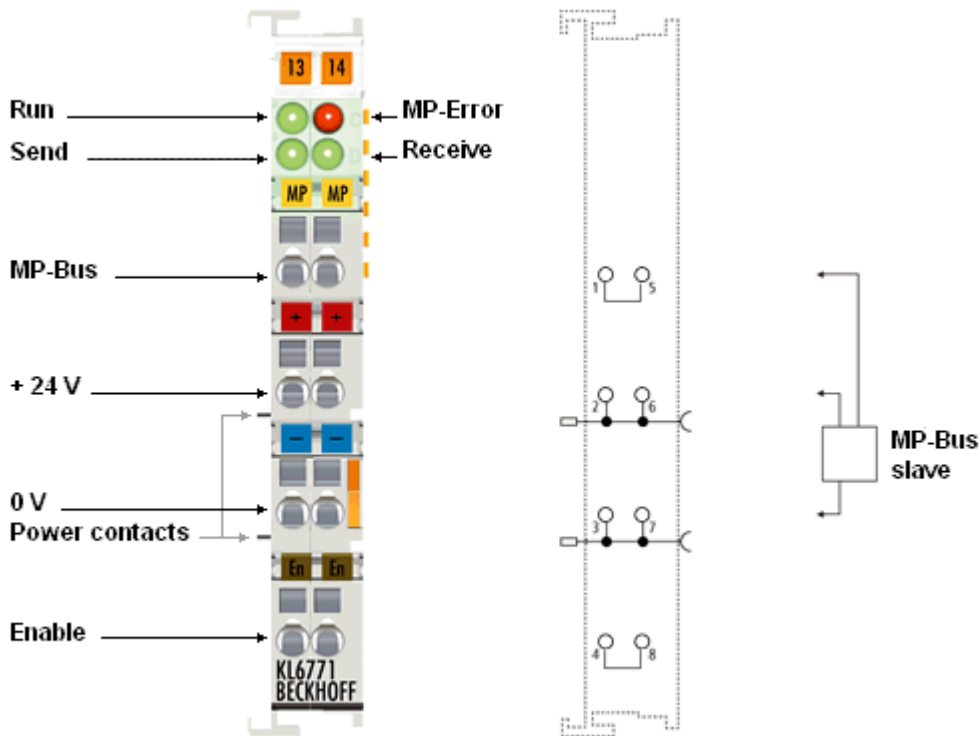 13 14
Run
MP-Error
Send
Receive
MP MP
MP-Bus
1 5
+ +
+ 24 V
2 6
MP-Bus
slave
− −
0 V
3 7
Power contacts
En En
Enable
4 8
KL6771
BECKHOFF